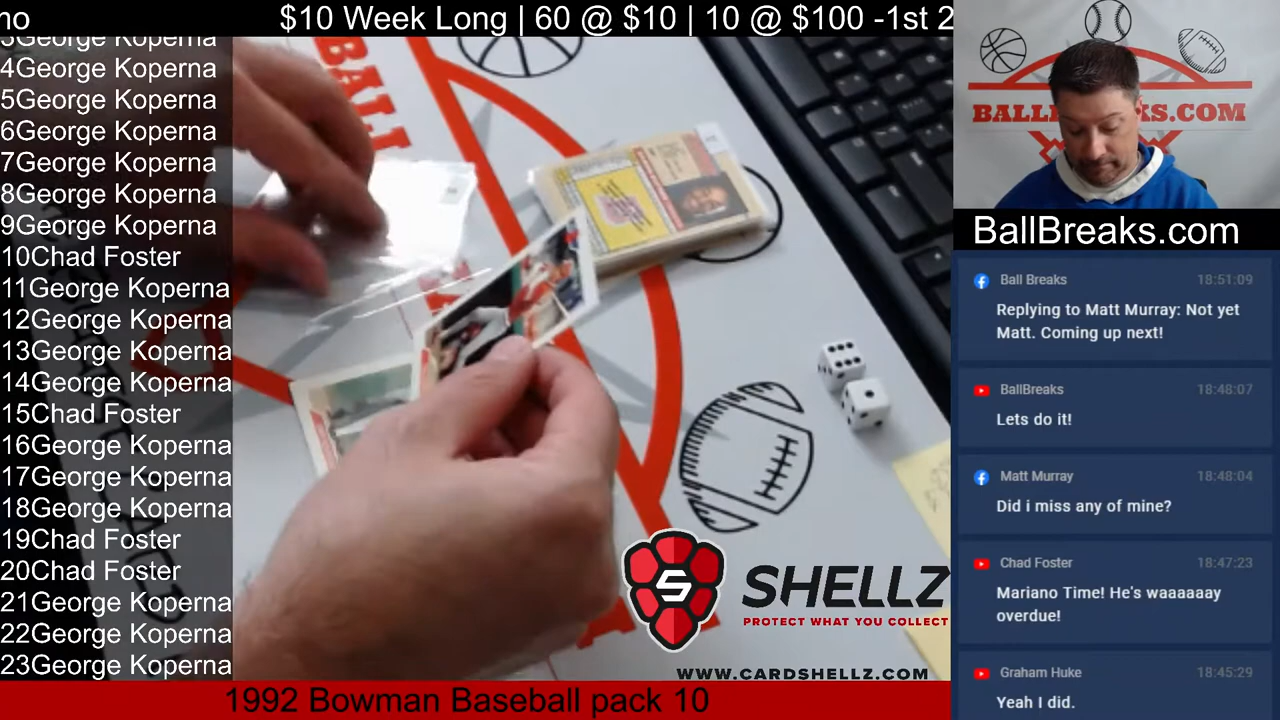 no
$10 Week Long | 60 @ $10 | 10 @ $100 -1st 2
3George Koperna
4George Koperna
5George Koperna
6George Koperna
7George Koperna
8George Koperna
9George Koperna
10Chad Foster
11George Koperna
12George Koperna
13George Koperna
14George Koperna
15Chad Foster
16George Koperna
17George Koperna
18George Koperna
19Chad Foster
20Chad Foster
21George Koperna
22George Koperna
23George Koperna
BALL
S
SHELLZ
PROTECT WHAT YOU COLLECT
WWW.CARDSHELLZ.COM
1992 Bowman Baseball pack 10
BallBreaks.com
Ball Breaks
18:51:09
Replying to Matt Murray: Not yet
Matt. Coming up next!
BallBreaks
18:48:07
Lets do it!
Matt Murray
18:48:04
Did i miss any of mine?
Chad Foster
18:47:23
Mariano Time! He's waaaaaay
overdue!
Graham Huke
18:45:29
Yeah I did.